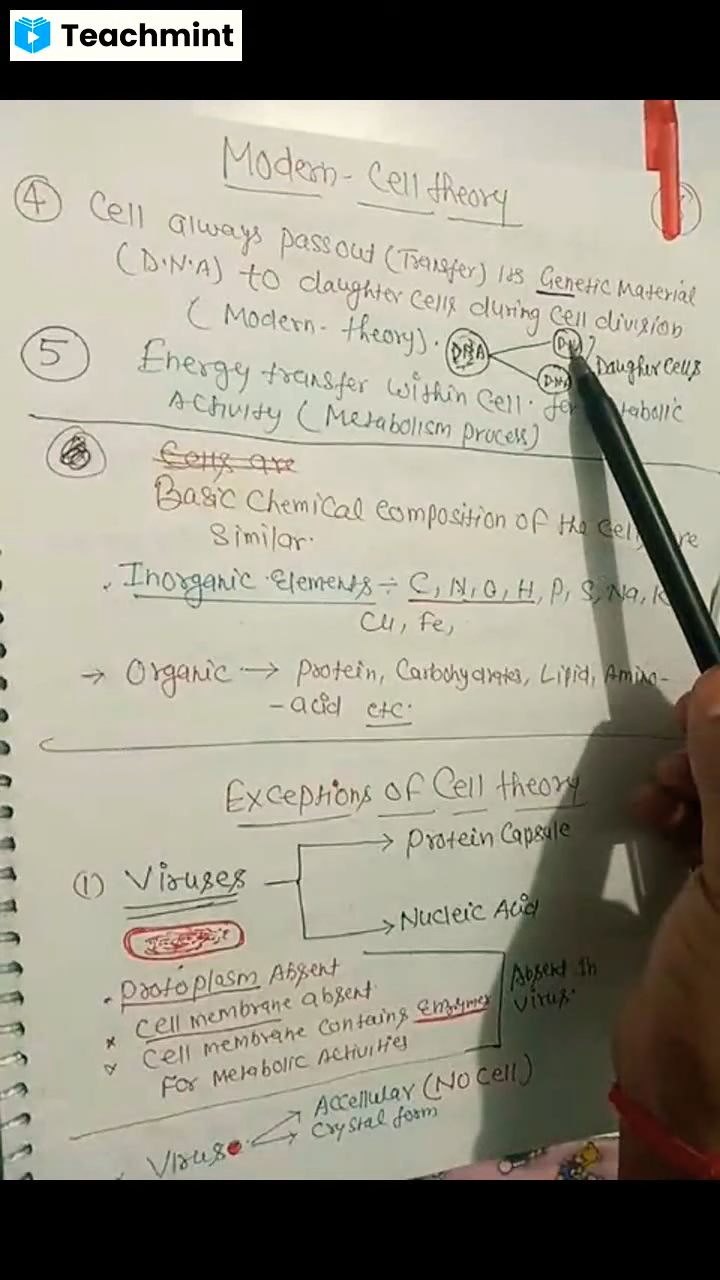 Teachmint
Modern-Cell theory
④ Cell always passout (Transfer) its Genetic Material
(D.N.A) to daughter cells during cell division
(Modern-theory).
DNA
Daugher cells
⑤ Energy transfer within cell. for
Activity (Metabolism process)
Cells are
Basic Chemical composition of the
Similar.
Inorganic Elements ÷ C, N, O, H, P, S, Na, K
Cu, Fe,
→ Organic → Protein, Carbohydrates, Lipid, Amino-
-acid etc.
Exceptions of Cell theory
① Viruses
Protein Capsule
Nucleic Acid
Protoplasm Absent
× Cell membrane absent
× Cell membrane contains Enzymes
For Metabolic Activities
Absent in
virus.
Virus
Accellular (No Cell)
Crystal form